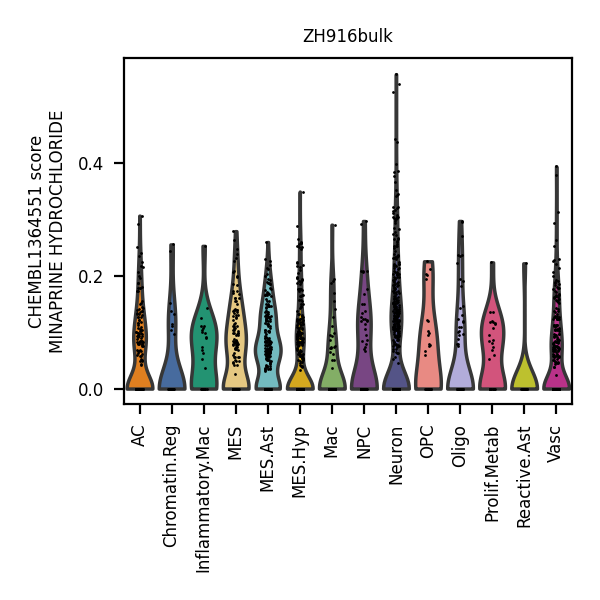 ZH916bulk
CHEMBL1364551 score
MINAPRINE HYDROCHLORIDE
0.4
0.2
0.0
AC
Chromatin.Reg
Inflammatory.Mac
MES
MES.Ast
MES.Hyp
Mac
NPC
Neuron
OPC
Oligo
Prolif.Metab
Reactive.Ast
Vasc